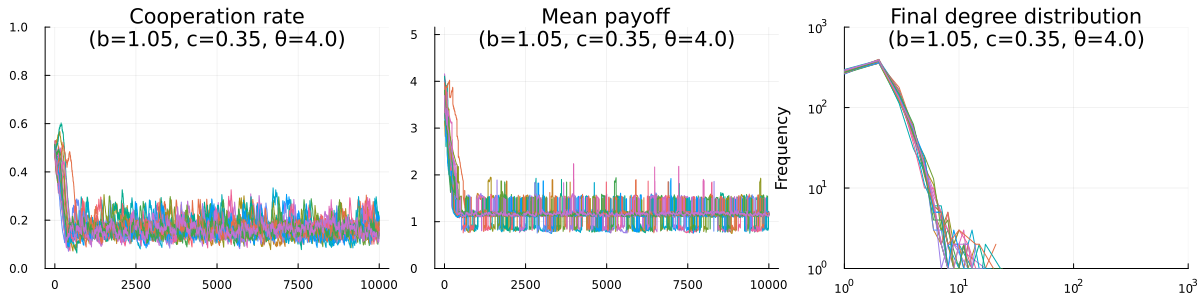 Cooperation rate
(b=1.05, c=0.35, θ=4.0)
1.0
0.8
0.6
0.4
0.2
0.0
0 2500 5000 7500 10000
Mean payoff
(b=1.05, c=0.35, θ=4.0)
5
4
3
2
1
0
0 2500 5000 7500 10000
Final degree distribution
(b=1.05, c=0.35, θ=4.0)
Frequency
10³
10²
10¹
10⁰
10⁰ 10¹ 10² 10³